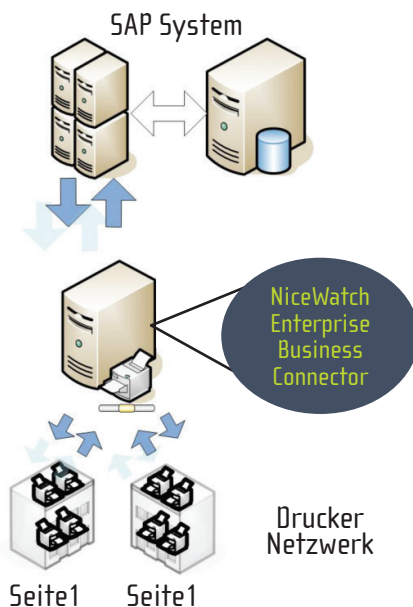 SAP System
NiceWatch
Enterprise
Business
Connector
Drucker
Netzwerk
Seite1 Seite1